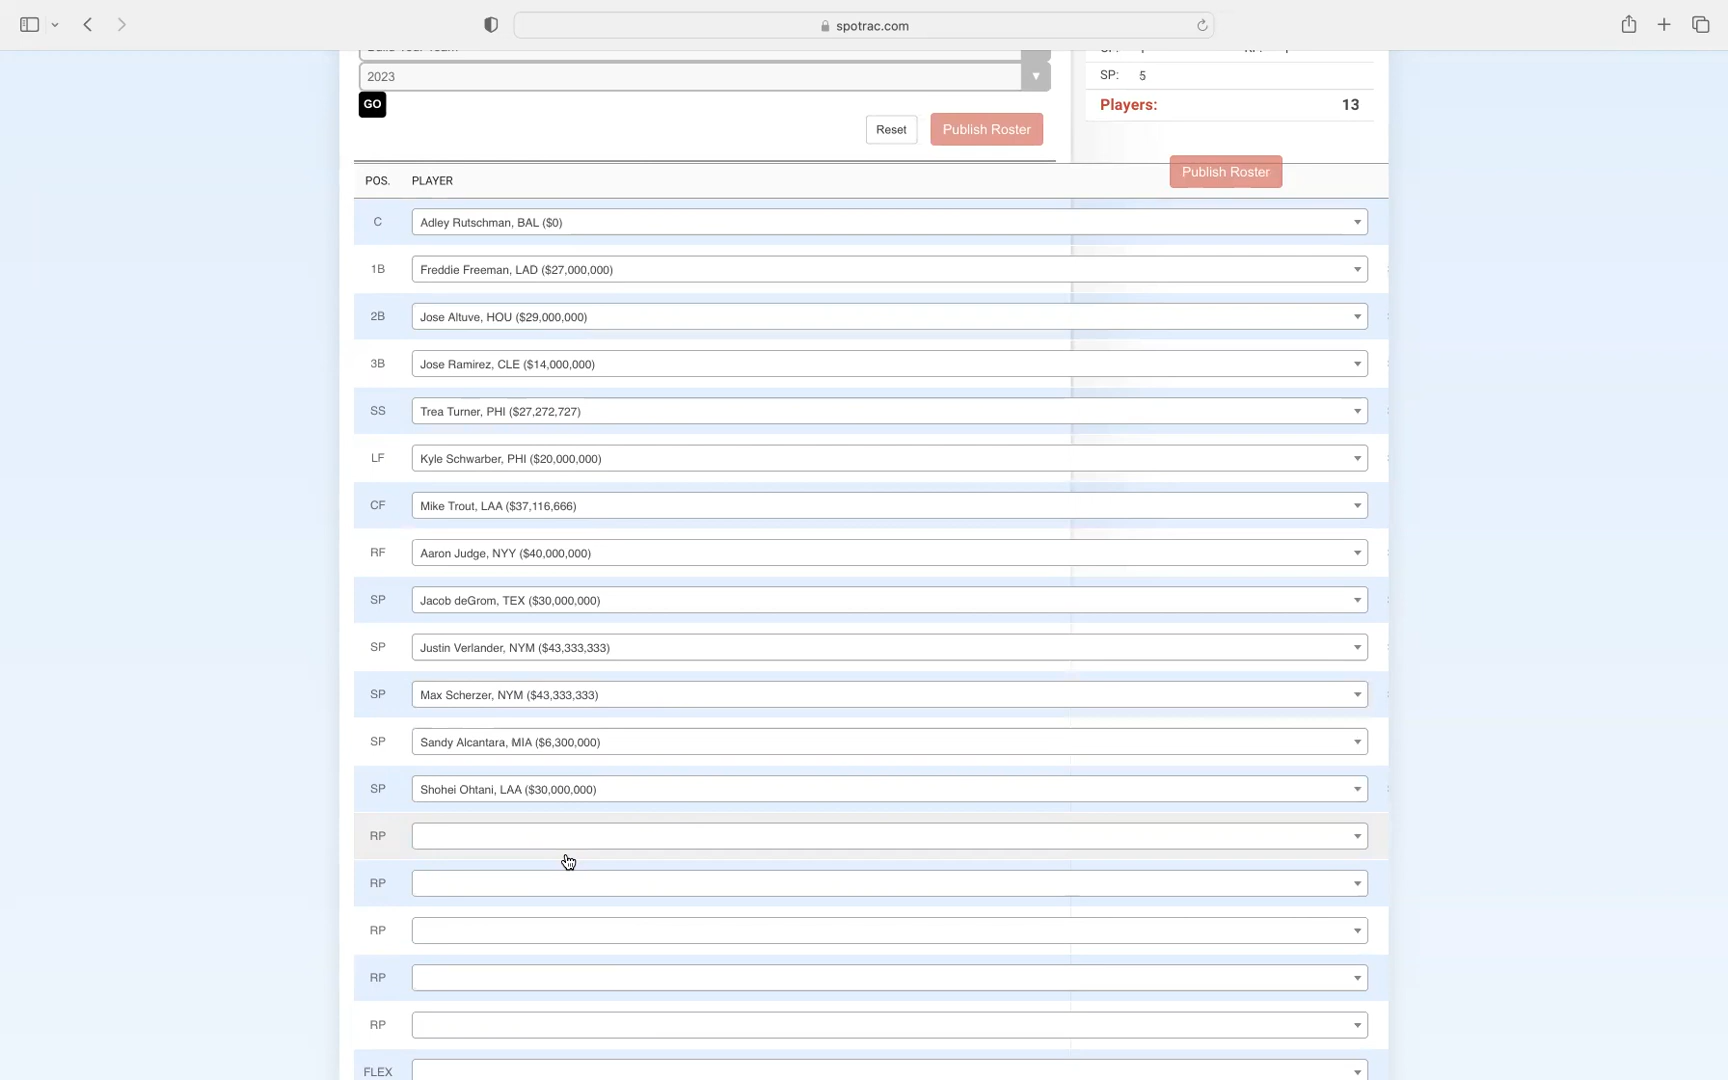 spotrac.com
2023
GO
Reset
Publish Roster
SP: 5
Players: 13
Publish Roster
POS. PLAYER
C Adley Rutschman, BAL ($0)
1B Freddie Freeman, LAD ($27,000,000)
2B Jose Altuve, HOU ($29,000,000)
3B Jose Ramirez, CLE ($14,000,000)
SS Trea Turner, PHI ($27,272,727)
LF Kyle Schwarber, PHI ($20,000,000)
CF Mike Trout, LAA ($37,116,666)
RF Aaron Judge, NYY ($40,000,000)
SP Jacob deGrom, TEX ($30,000,000)
SP Justin Verlander, NYM ($43,333,333)
SP Max Scherzer, NYM ($43,333,333)
SP Sandy Alcantara, MIA ($6,300,000)
SP Shohei Ohtani, LAA ($30,000,000)
RP
RP
RP
RP
RP
FLEX